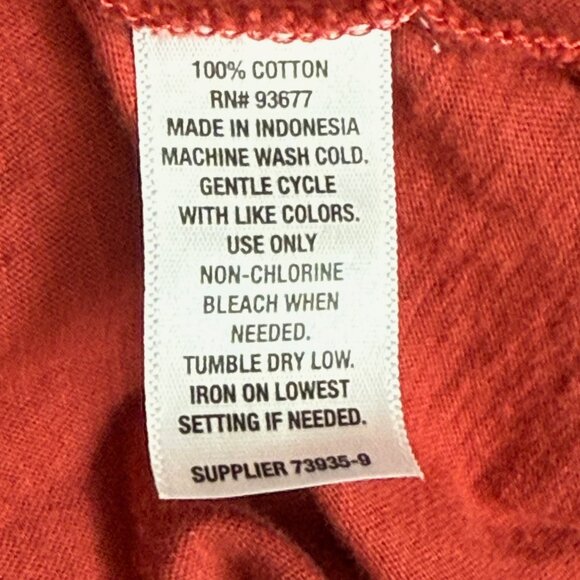 100% COTTON
RN# 93677
MADE IN INDONESIA
MACHINE WASH COLD.
GENTLE CYCLE
WITH LIKE COLORS.
USE ONLY
NON-CHLORINE
BLEACH WHEN
NEEDED.
TUMBLE DRY LOW.
IRON ON LOWEST
SETTING IF NEEDED.
SUPPLIER 73935-9